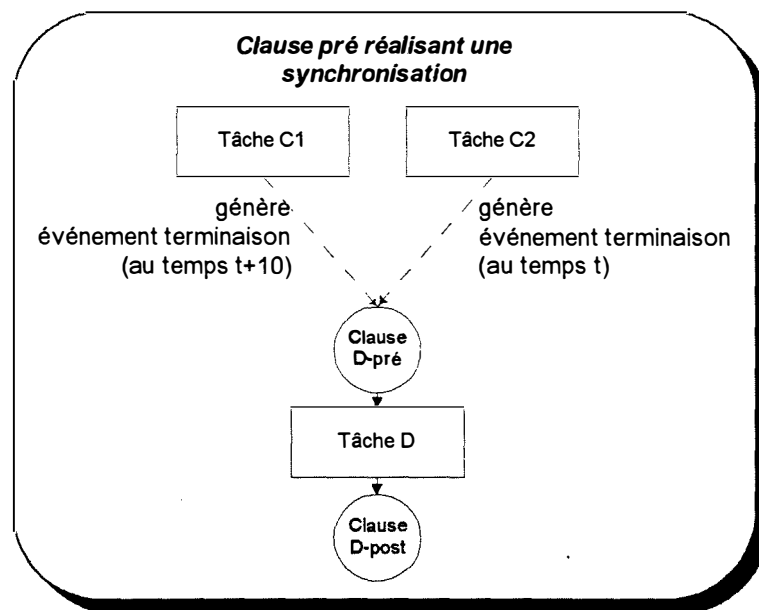 Clause pré réalisant une
synchronisation
Tâche C1
Tâche C2
génère
événement terminaison
(au temps t+10)
génère
événement terminaison
(au temps t)
Clause
D-pré
Tâche D
Clause
D-post